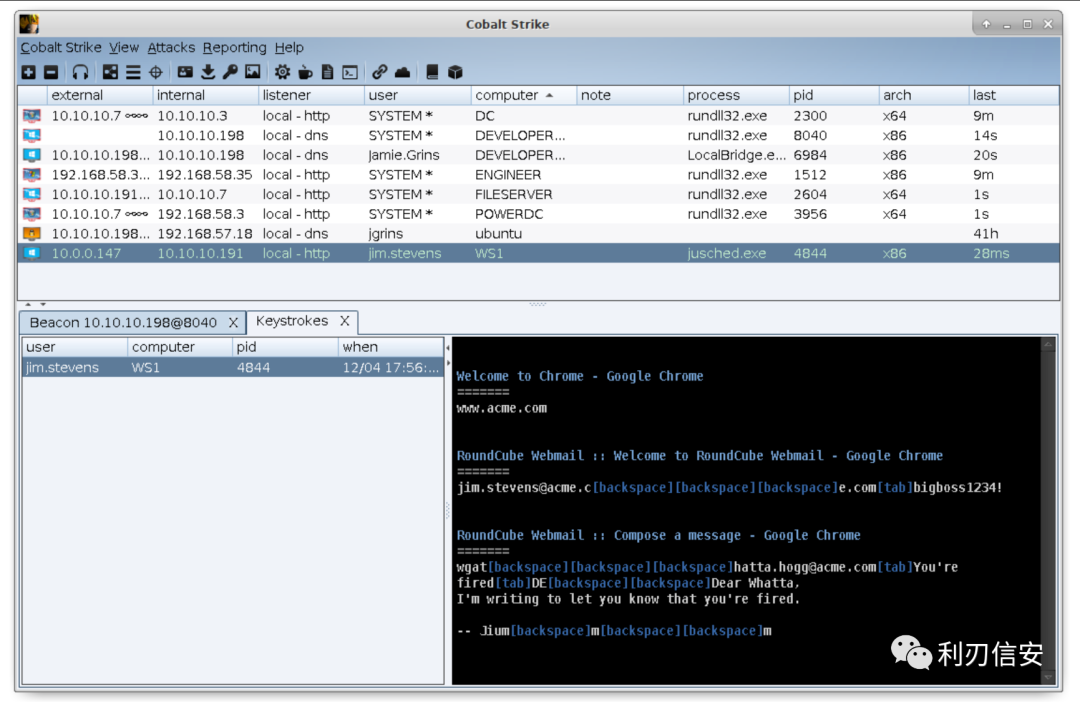 Cobalt Strike
Cobalt Strike View Attacks Reporting Help
external internal listener user computer note process pid arch last
10.10.10.7 10.10.10.3 local - http SYSTEM * DC rundll32.exe 2300 x64 9m
10.10.10.198 local - dns SYSTEM * DEVELOPER... rundll32.exe 8040 x86 14s
10.10.10.198... 10.10.10.198 local - dns Jamie.Grins DEVELOPER... LocalBridge.e... 6984 x86 20s
192.168.58.3... 192.168.58.35 local - http SYSTEM * ENGINEER rundll32.exe 1512 x86 9m
10.10.10.191... 10.10.10.7 local - http SYSTEM * FILESERVER rundll32.exe 2604 x64 1s
10.10.10.7 192.168.58.3 local - http SYSTEM * POWERDC rundll32.exe 3956 x64 1s
10.10.10.198... 192.168.57.18 local - dns jgrins ubuntu 41h
10.0.0.147 10.10.10.191 local - http jim.stevens WS1 jusched.exe 4844 x86 28ms
Beacon 10.10.10.198@8040 X Keystrokes X
user computer pid when
jim.stevens WS1 4844 12/04 17:56:...
Welcome to Chrome - Google Chrome
=======
www.acme.com
RoundCube Webmail :: Welcome to RoundCube Webmail - Google Chrome
=======
jim.stevens@acme.c[backspace][backspace][backspace]e.com[tab]bigboss1234!
RoundCube Webmail :: Compose a message - Google Chrome
=======
wgat[backspace][backspace][backspace]hatta.hogg@acme.com[tab]You're
fired[tab]DE[backspace][backspace]Dear Whatta,
I'm writing to let you know that you're fired.
-- Jium[backspace]m[backspace][backspace]m
利刃信安